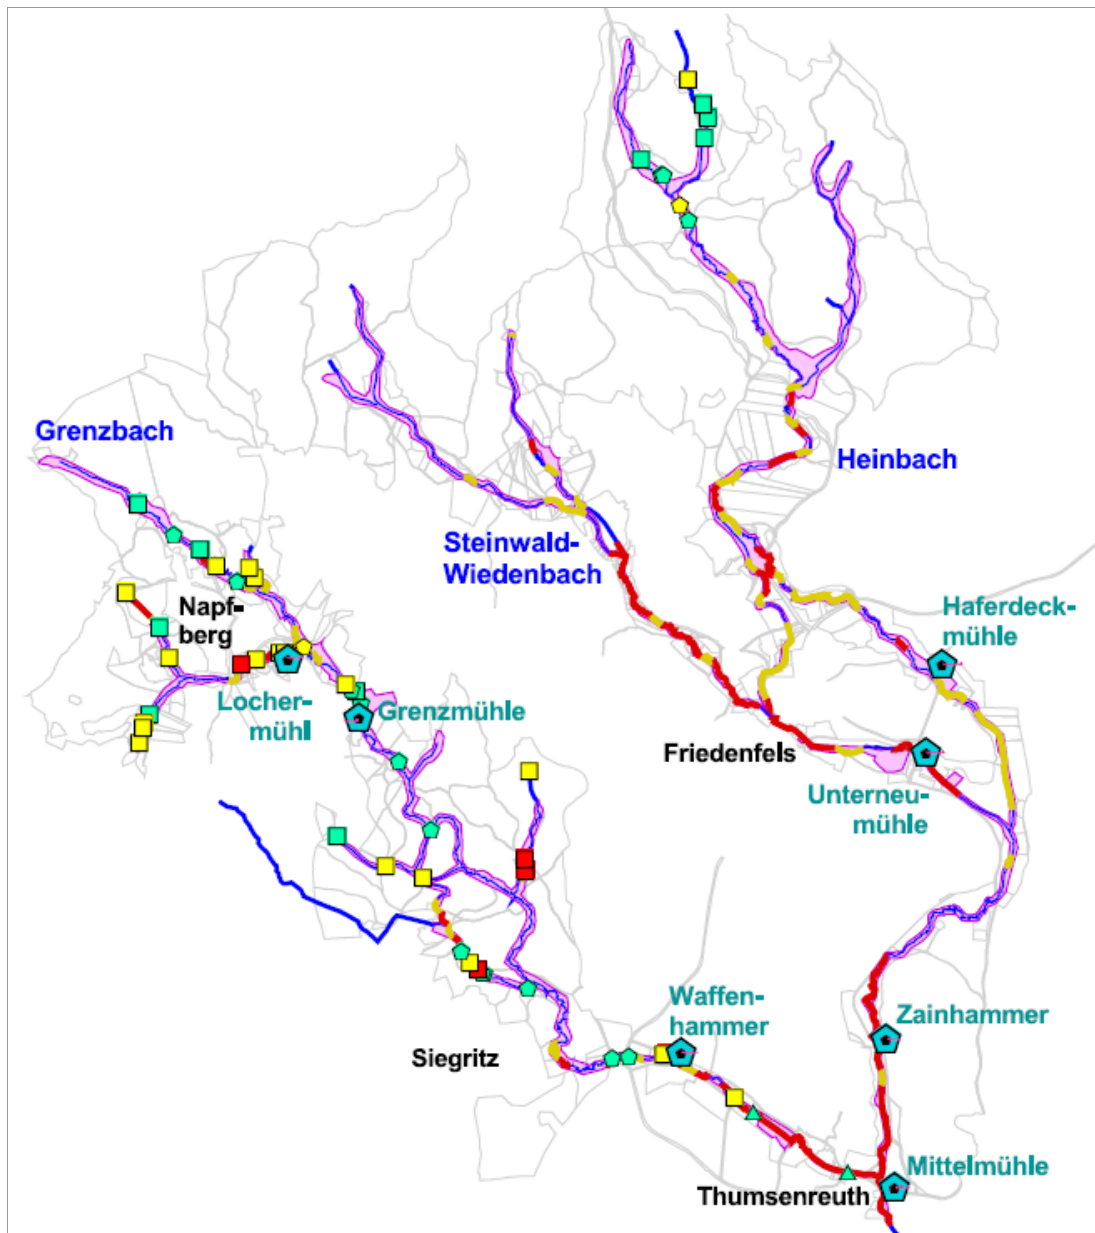 Grenzbach
Heinbach
Steinwald-
Wiedenbach
Napf-
berg
Haferdeck-
mühle
Locher-
mühl
Grenzmühle
Friedenfels
Unterneu-
mühle
Waffen-
hammer
Zainhammer
Siegritz
Mittelmühle
Thumsenreuth